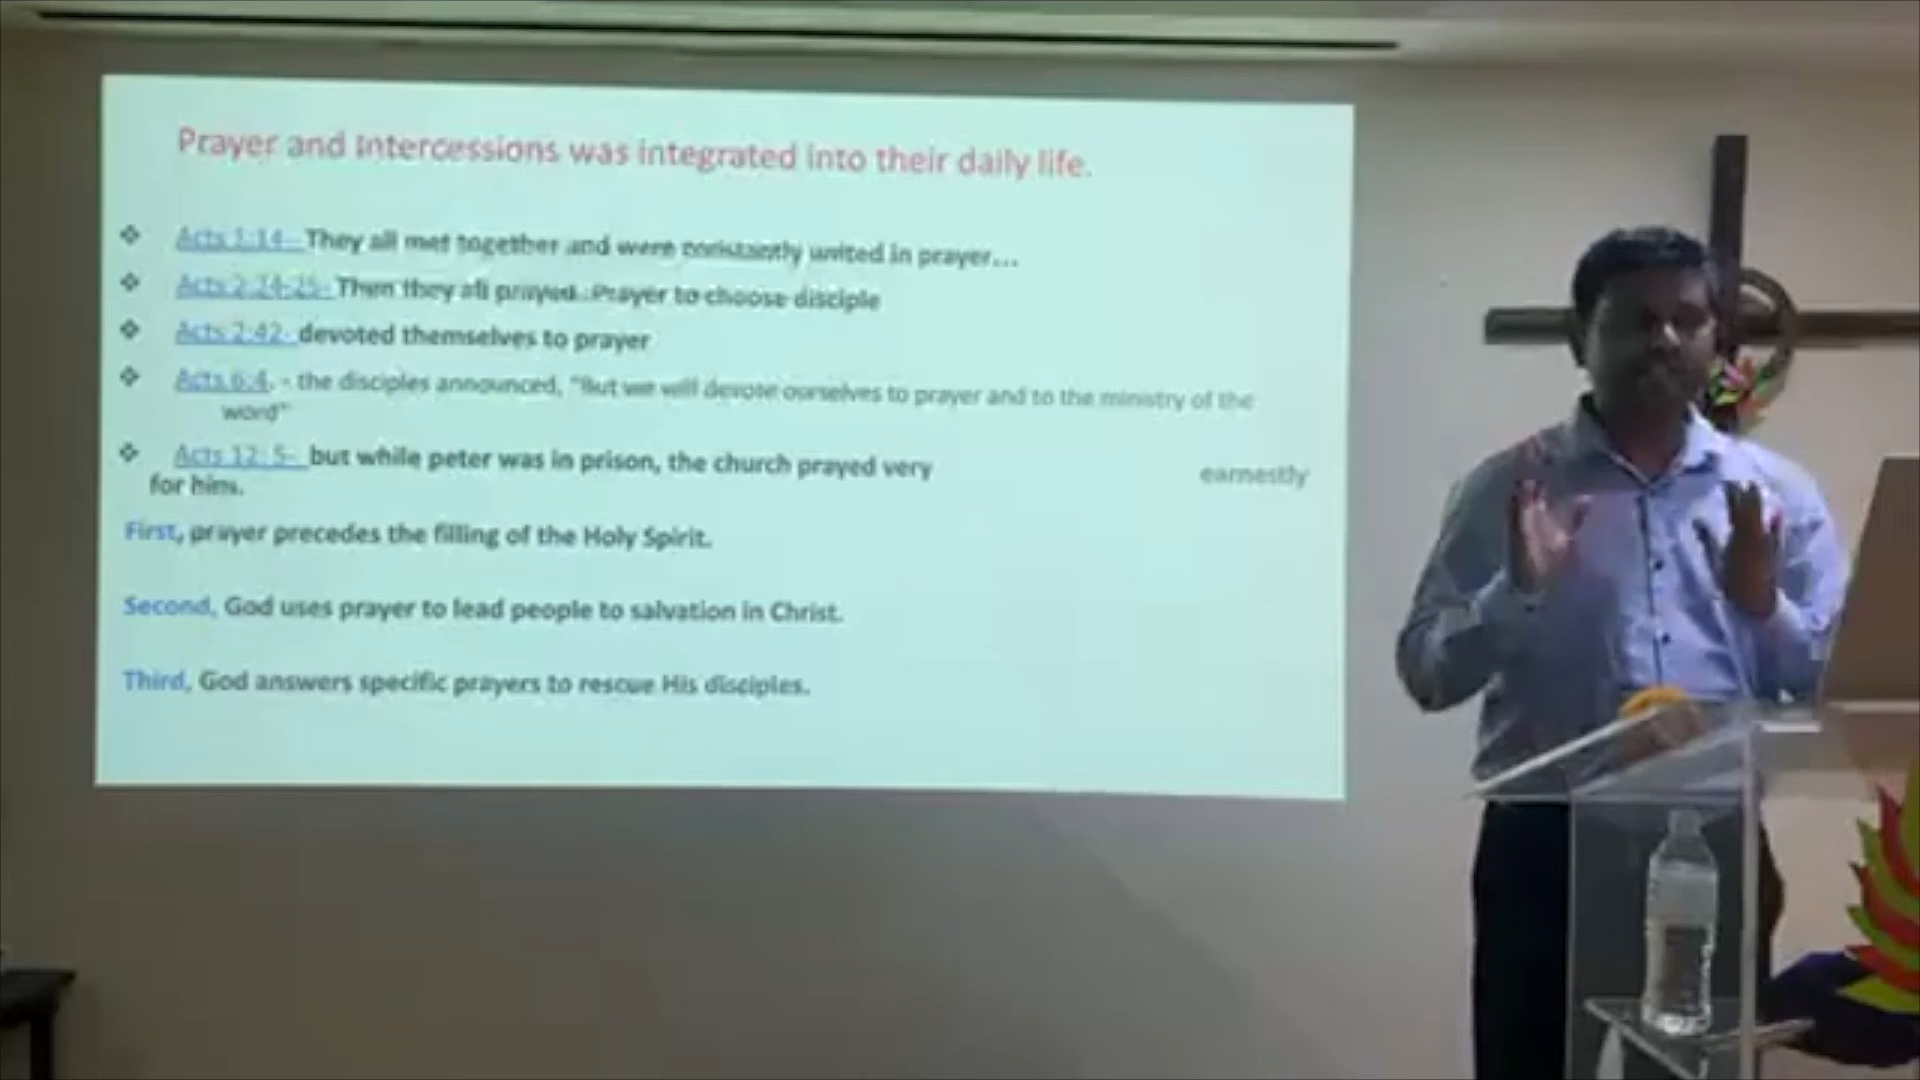 Prayer and Intercessions was integrated into their daily life.
Acts 1:14- They all met together and were constantly united in prayer...
Acts 2:24-25- Then they all prayed. Prayer to choose disciple
Acts 2:42- devoted themselves to prayer
Acts 6:4. - the disciples announced, "But we will devote ourselves to prayer and to the ministry of the
word"
Acts 12: 5- but while peter was in prison, the church prayed very earnestly
for him.
First, prayer precedes the filling of the Holy Spirit.
Second, God uses prayer to lead people to salvation in Christ.
Third, God answers specific prayers to rescue His disciples.